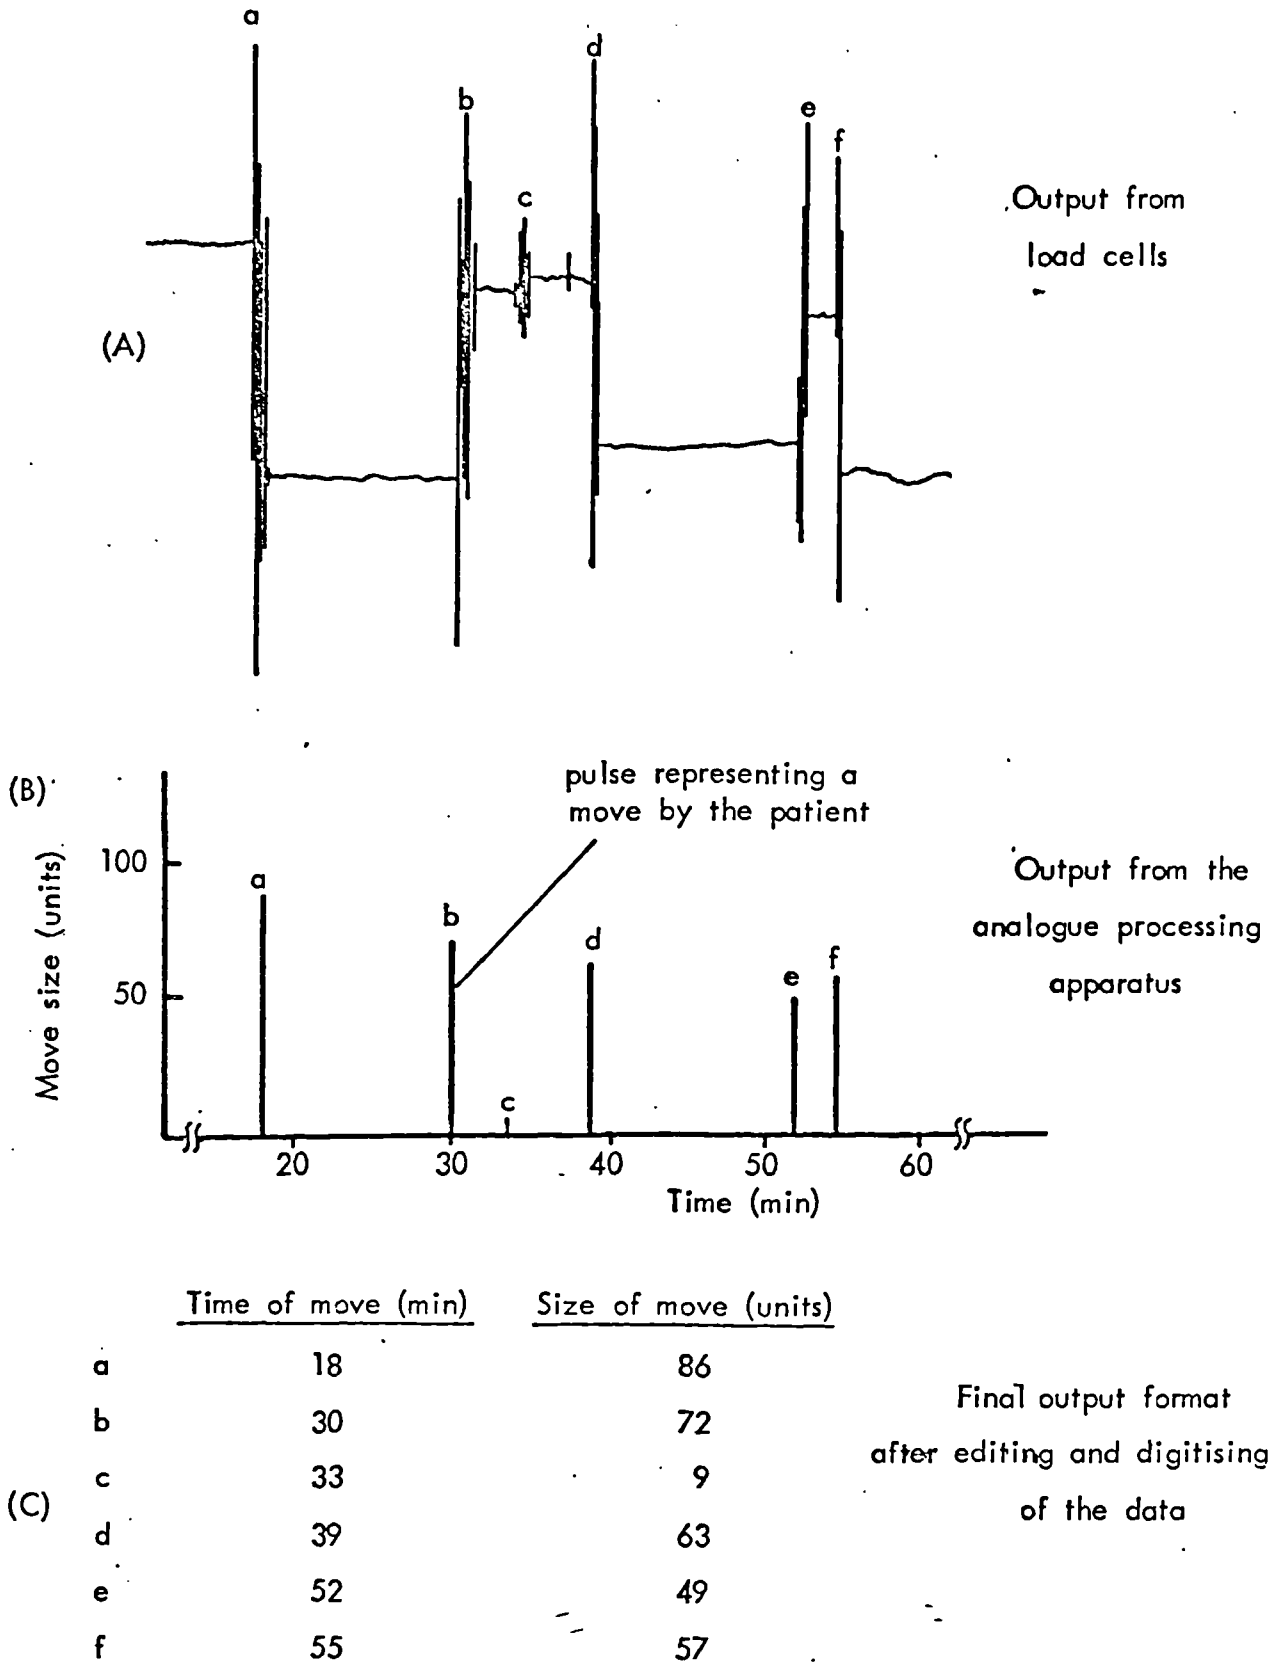 a
b
c
d
e
f
Output from
load cells
(A)
(B)
pulse representing a
move by the patient
Move size (units)
100
50
a
b
c
d
e
f
Output from the
analogue processing
apparatus
20
30
40
50
60
Time (min)
Time of move (min) Size of move (units)
a 18 86
b 30 72
c 33 9
d 39 63
e 52 49
f 55 57
(C)
Final output format
after editing and digitising
of the data